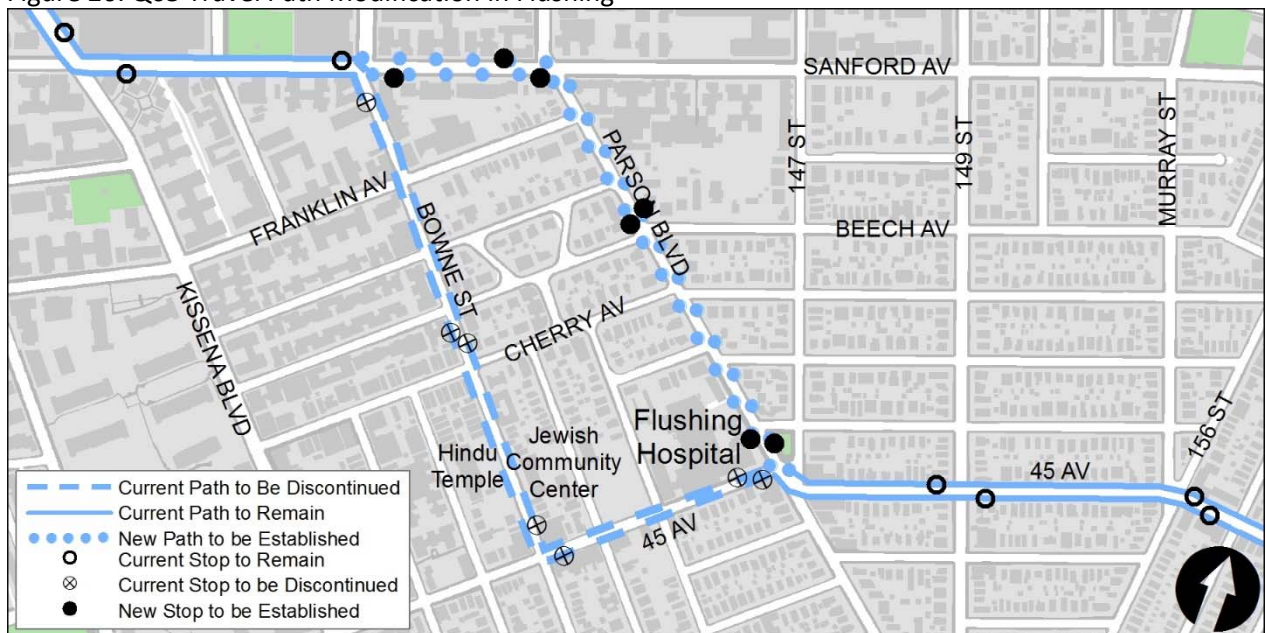 Figure 20: Q65 Travel Path Modification in Flushing
SANFORD AV
147 ST
149 ST
MURRAY ST
PARSON BLVD
FRANKLIN AV
BOWNE ST
BEECH AV
KISSENA BLVD
CHERRY AV
156 ST
Flushing
Hospital
Jewish
Community
Center
Hindu
Temple
45 AV
45 AV
Current Path to Be Discontinued
Current Path to Remain
New Path to be Established
Current Stop to Remain
Current Stop to be Discontinued
New Stop to be Established